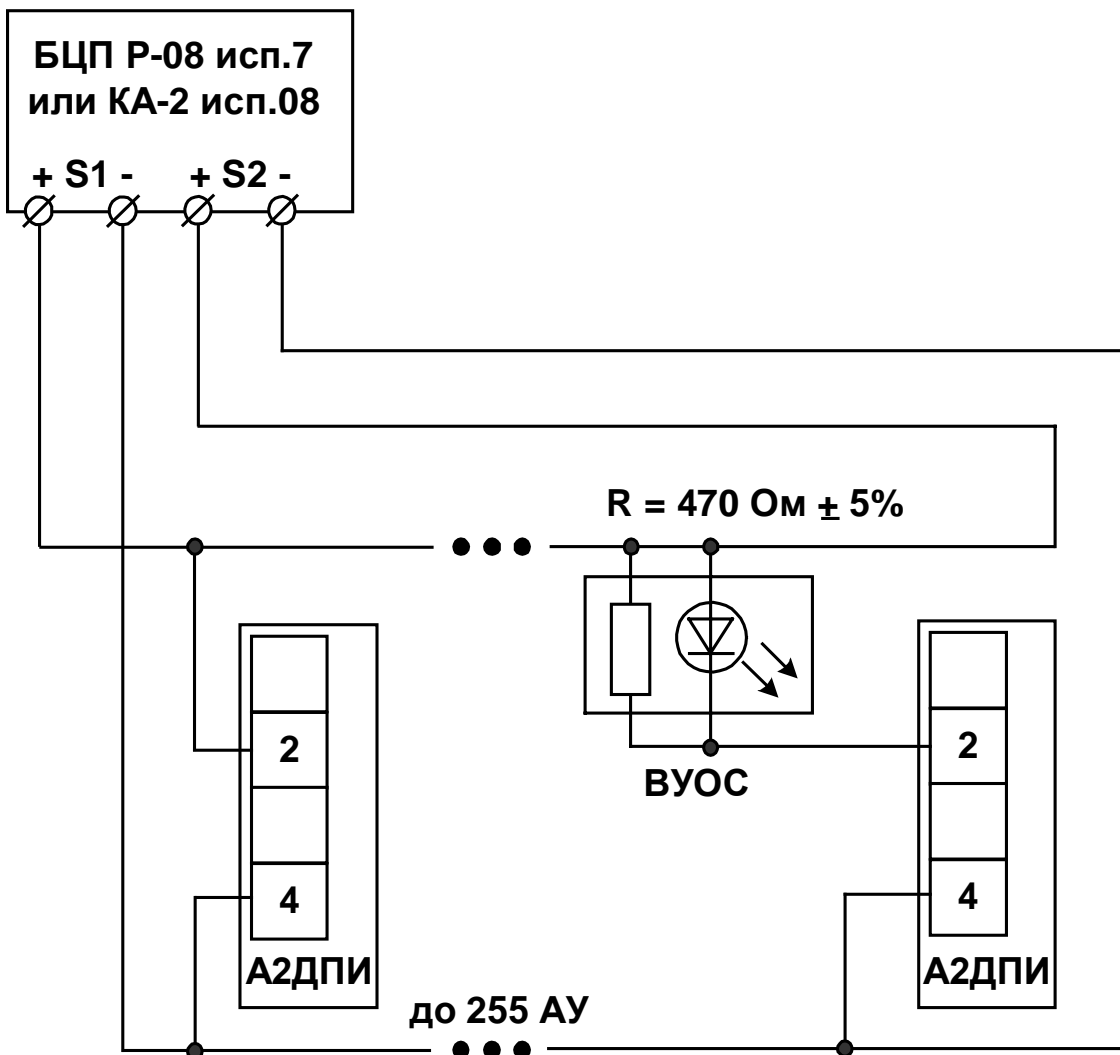 БЦП Р-08 исп.7
или КА-2 исп.08
+ S1 - + S2 -
R = 470 Ом ± 5%
2
2
ВУОС
4
4
А2ДПИ
А2ДПИ
до 255 АУ